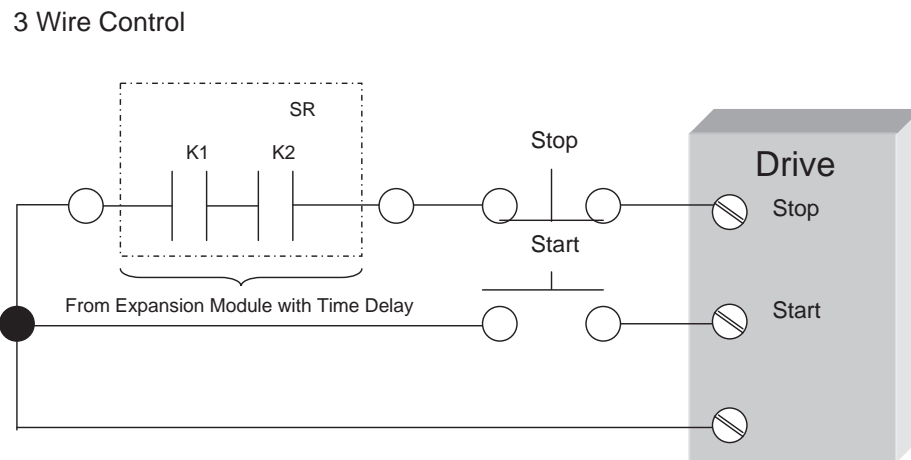 3 Wire Control
SR
K1 K2
Stop
Drive
Stop
Start
From Expansion Module with Time Delay
Start